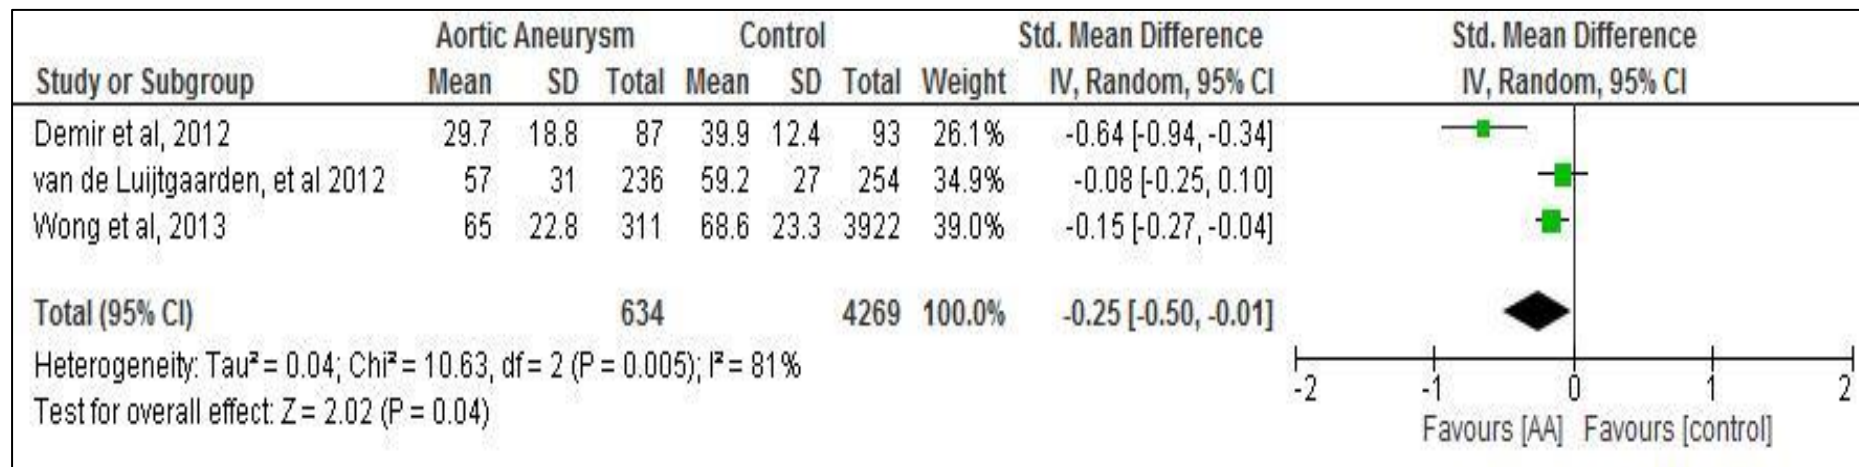 Aortic Aneurysm Control Std. Mean Difference Std. Mean Difference
Study or Subgroup Mean SD Total Mean SD Total Weight IV, Random, 95% CI IV, Random, 95% CI
Demir et al, 2012 29.7 18.8 87 39.9 12.4 93 26.1% -0.64 [-0.94, -0.34]
van de Luijtgaarden, et al 2012 57 31 236 59.2 27 254 34.9% -0.08 [-0.25, 0.10]
Wong et al, 2013 65 22.8 311 68.6 23.3 3922 39.0% -0.15 [-0.27, -0.04]
Total (95% CI) 634 4269 100.0% -0.25 [-0.50, -0.01]
Heterogeneity: Tau² = 0.04; Chi² = 10.63, df = 2 (P = 0.005); I² = 81%
Test for overall effect: Z = 2.02 (P = 0.04)
-2 -1 0 1 2
Favours [AA] Favours [control]